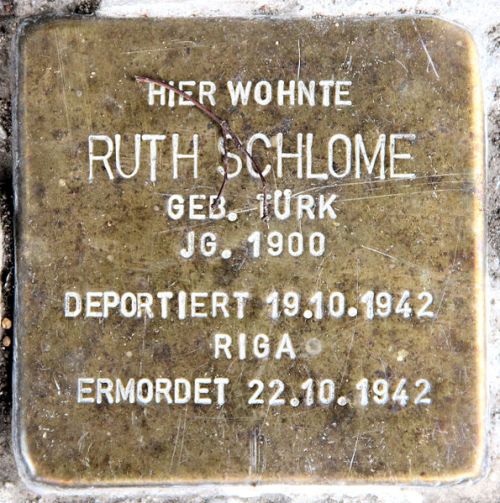 HIER WOHNTE
RUTH SCHLOME
GEB. TÜRK
JG. 1900
DEPORTIERT 19.10.1942
RIGA
ERMORDET 22.10.1942